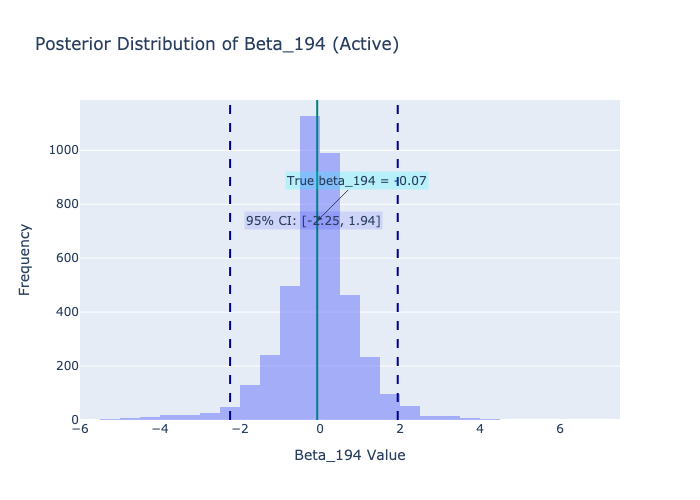 Posterior Distribution of Beta_194 (Active)
1000
800
600
400
200
0
Frequency
True beta_194 = -0.07
95% CI: [-2.25, 1.94]
−6
−4
−2
0
2
4
6
Beta_194 Value